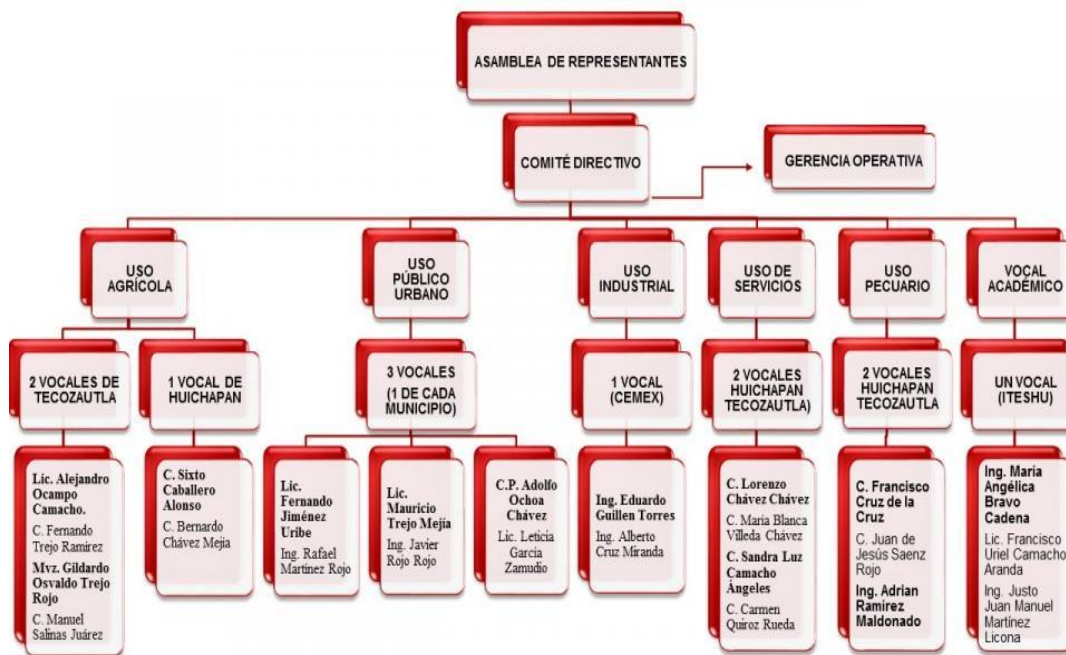 ASAMBLEA DE REPRESENTANTES
COMITÉ DIRECTIVO
GERENCIA OPERATIVA
USO
AGRÍCOLA
USO
PÚBLICO
URBANO
USO
INDUSTRIAL
USO DE
SERVICIOS
USO
PECUARIO
VOCAL
ACADÉMICO
2 VOCALES DE
TECOZAUTLA
1 VOCAL DE
HUICHAPAN
3 VOCALES
(1 DE CADA
MUNICIPIO)
1 VOCAL
(CEMEX)
2 VOCALES
HUICHAPAN
TECOZAUTLA)
2 VOCALES
HUICHAPAN
TECOZAUTLA
UN VOCAL
(ITESHU)
Lic. Alejandro
Ocampo
Camacho.
C. Fernando
Trejo Ramírez
Mvz. Gildardo
Osvaldo Trejo
Rojo
C. Manuel
Salinas Juárez
C. Sixto
Caballero
Alonso
C. Bernardo
Chávez Mejia
Lic.
Fernando
Jiménez
Uribe
Ing. Rafael
Martínez Rojo
Lic.
Mauricio
Trejo Mejía
Ing. Javier
Rojo Rojo
C.P. Adolfo
Ochoa
Chávez
Lic. Leticia
Garcia
Zamudio
Ing. Eduardo
Guillen Torres
Ing. Alberto
Cruz Miranda
C. Lorenzo
Chávez Chávez
C. Maria Blanca
Villeda Chávez
C. Sandra Luz
Camacho
Ángeles
C. Carmen
Quiroz Rueda
C. Francisco
Cruz de la
Cruz
C. Juan de
Jesús Saenz
Rojo
Ing. Adrian
Ramírez
Maldonado
Ing. María
Angélica
Bravo
Cadena
Lic. Francisco
Uriel Camacho
Aranda
Ing. Justo
Juan Manuel
Martínez
Licona